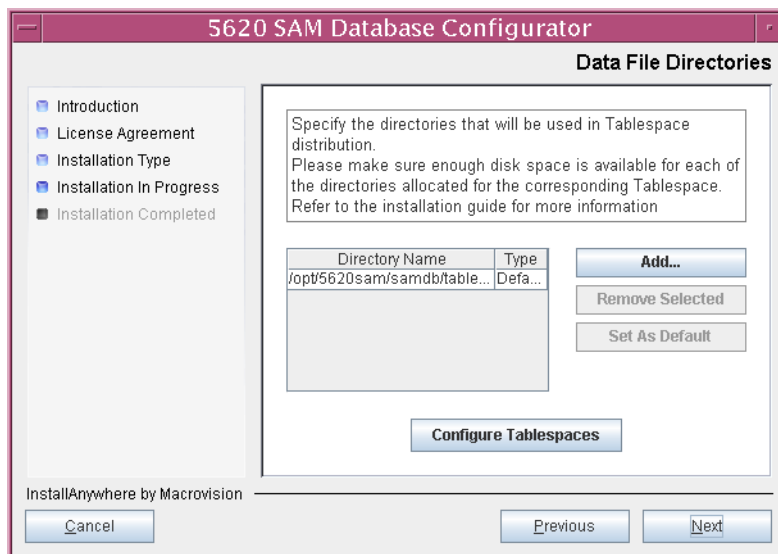 5620 SAM Database Configurator
Data File Directories
Introduction
License Agreement
Installation Type
Installation In Progress
Installation Completed
Specify the directories that will be used in Tablespace
distribution.
Please make sure enough disk space is available for each of
the directories allocated for the corresponding Tablespace.
Refer to the installation guide for more information
Directory Name Type
/opt/5620sam/samdb/table... Defa...
Add...
Remove Selected
Set As Default
Configure Tablespaces
InstallAnywhere by Macrovision
Cancel Previous Next